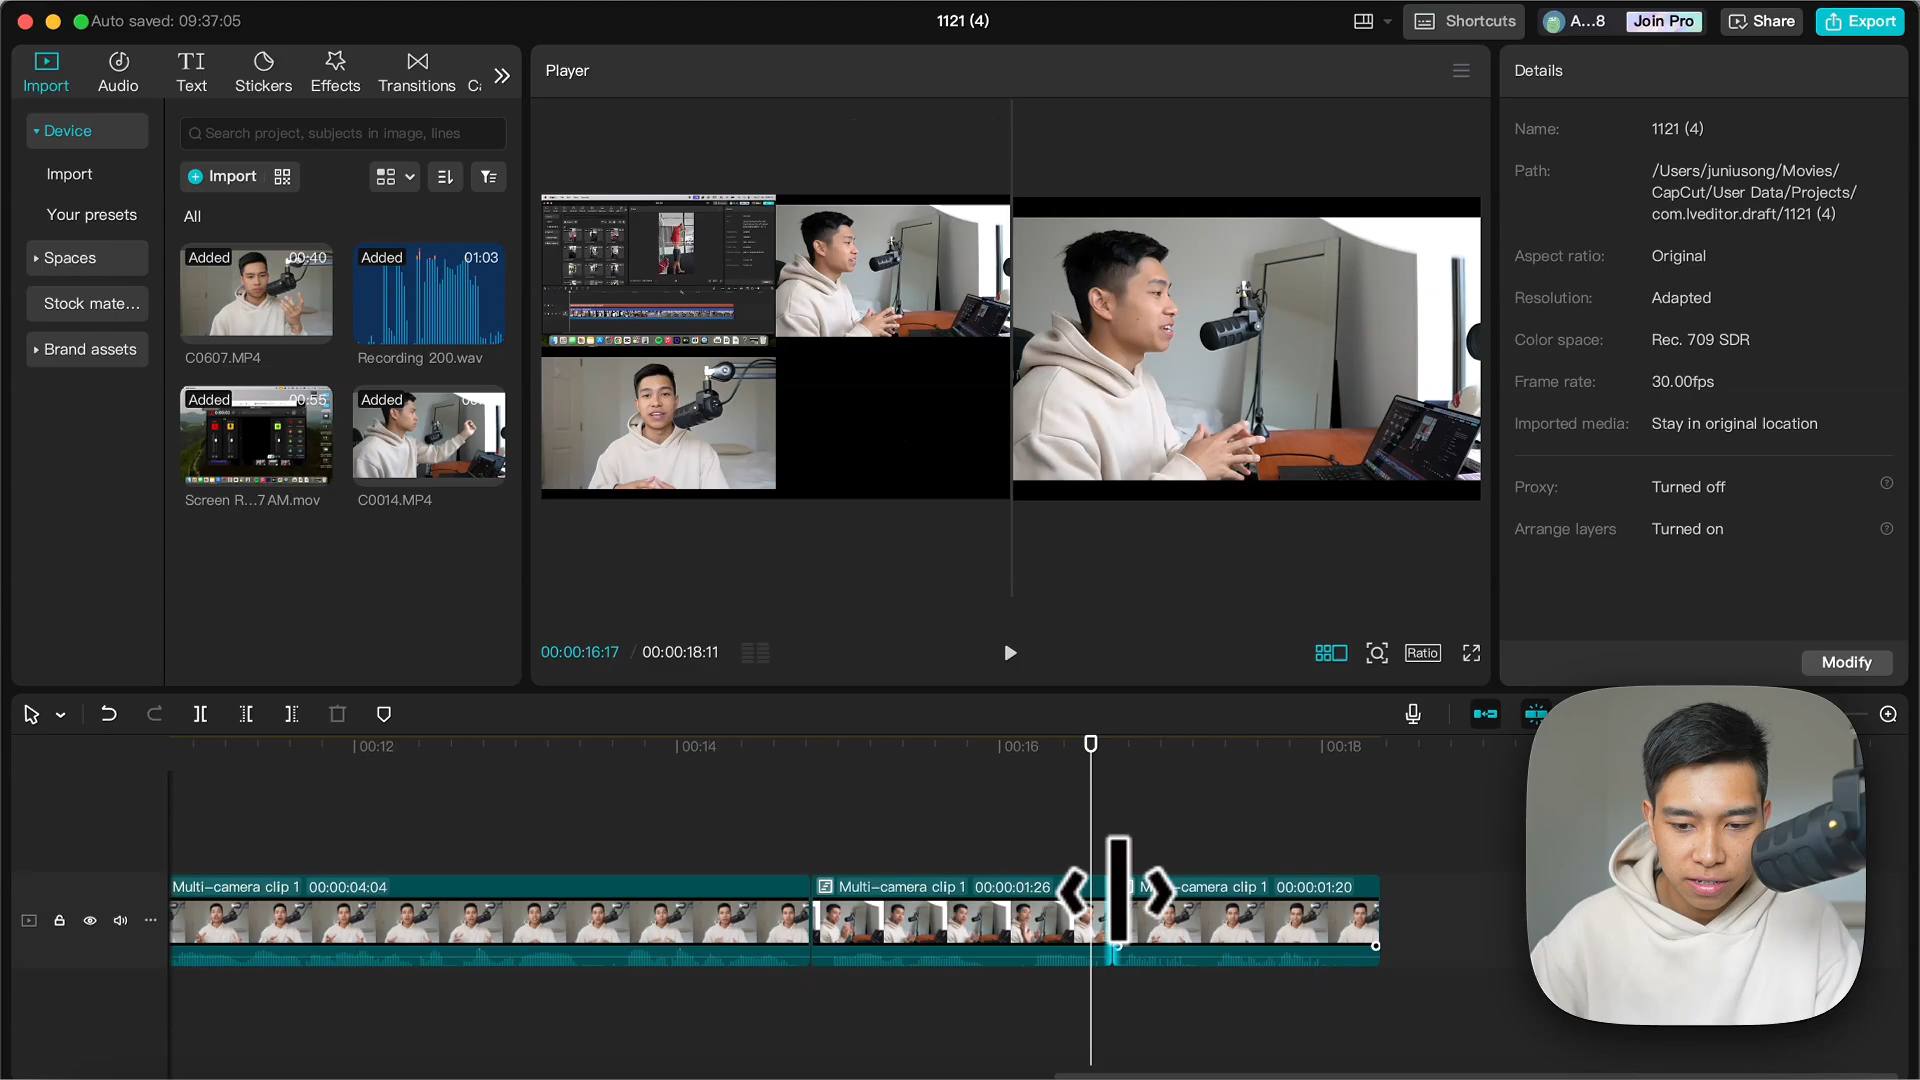 Auto saved: 09:37:05
1121 (4)
Shortcuts
A...8
Join Pro
Share
Export
Import
Audio
Text
Stickers
Effects
Transitions
Player
Details
Device
Import
Your presets
Spaces
Stock mate...
Brand assets
Search project, subjects in image, lines
Import
All
Added
00:40
C0607.MP4
Added
01:03
Recording 200.wav
Added
00:55
Screen R...7 AM.mov
Added
C0014.MP4
00:00:16:17 / 00:00:18:11
Ratio
Name: 1121 (4)
Path: /Users/juniusong/Movies/
CapCut/User Data/Projects/
com.lveditor.draft/1121 (4)
Aspect ratio: Original
Resolution: Adapted
Color space: Rec. 709 SDR
Frame rate: 30.00fps
Imported media: Stay in original location
Proxy: Turned off
Arrange layers Turned on
Modify
00:12
00:14
00:16
00:18
Multi-camera clip 1 00:00:04:04
Multi-camera clip 1 00:00:01:26
-camera clip 1 00:00:01:20